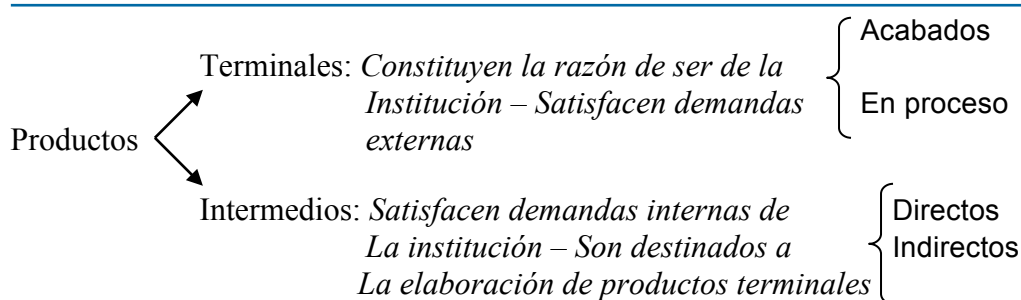 Acabados
Terminales: Constituyen la razón de ser de la
Institución – Satisfacen demandas
En proceso
externas
Productos
Intermedios: Satisfacen demandas internas de
Directos
La institución – Son destinados a
Indirectos
La elaboración de productos terminales